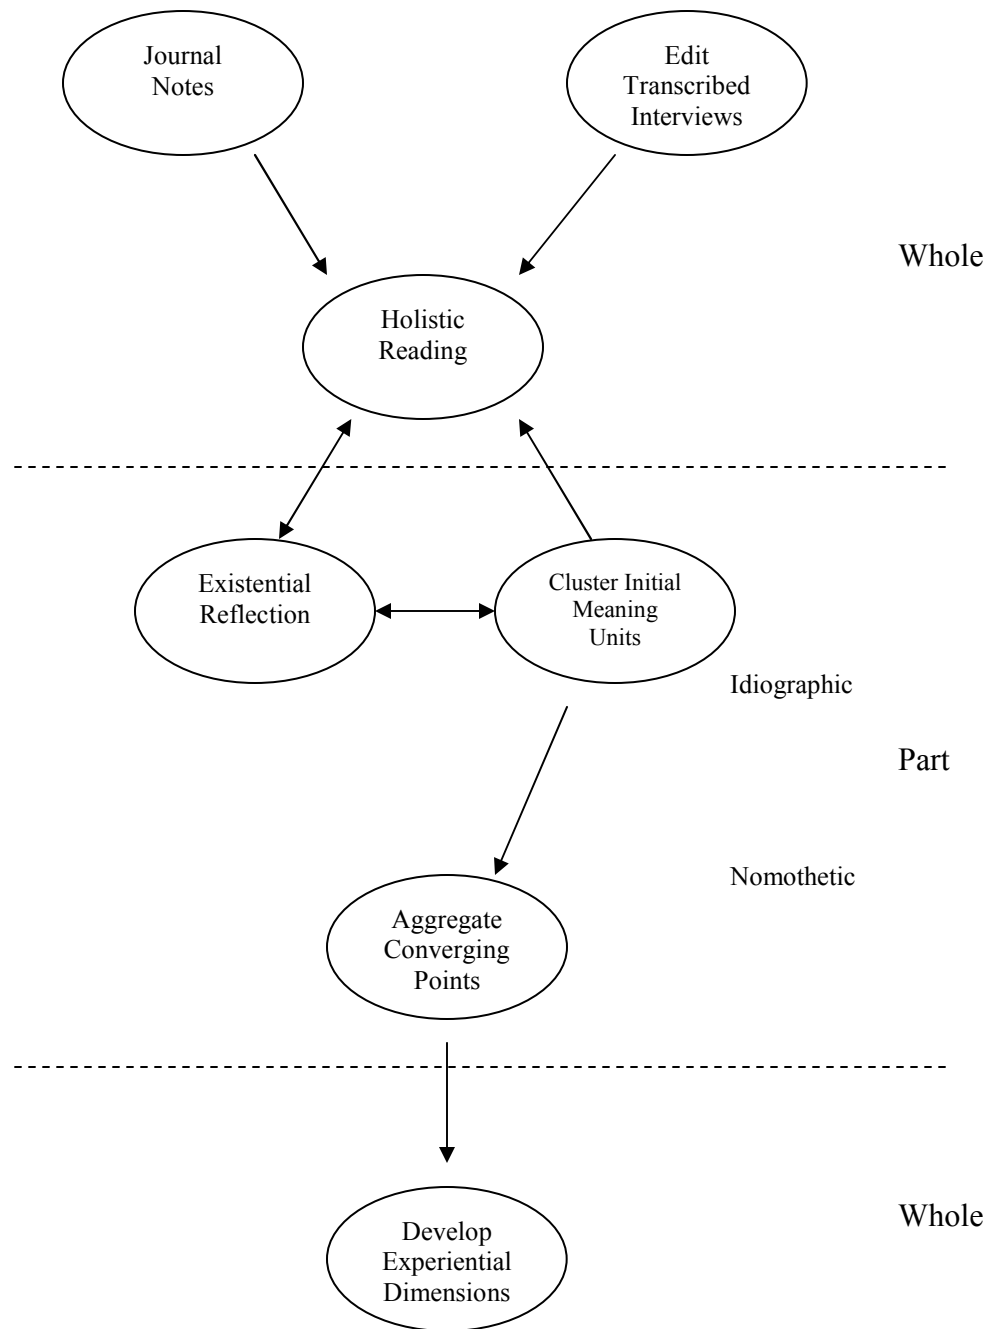 Journal
Notes
Edit
Transcribed
Interviews
Whole
Holistic
Reading
Existential
Reflection
Cluster Initial
Meaning
Units
Idiographic
Part
Nomothetic
Aggregate
Converging
Points
Whole
Develop
Experiential
Dimensions